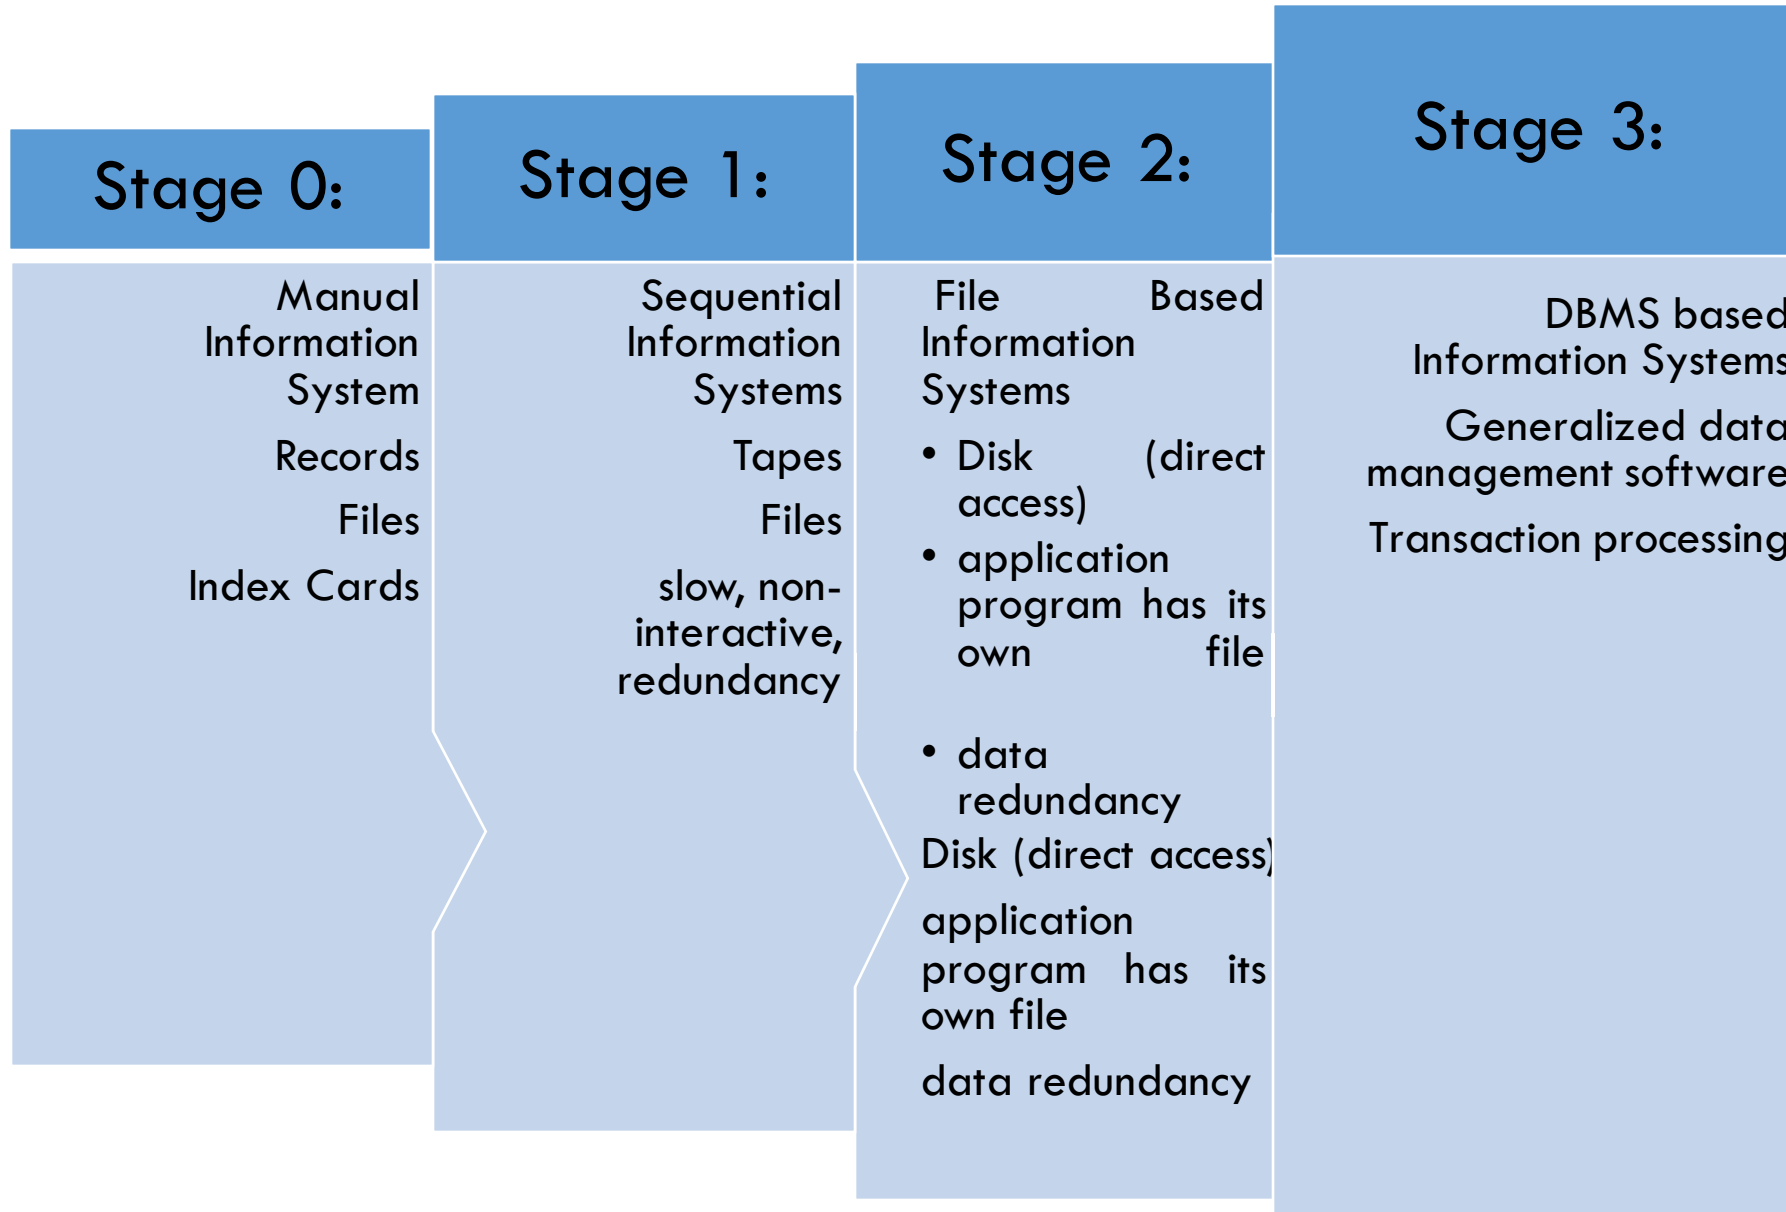 Stage 0:
Manual
Information
System
Records
Files
Index Cards
Stage 1:
Sequential
Information
Systems
Tapes
Files
slow, non-
interactive,
redundancy
Stage 2:
File Based
Information
Systems
• Disk (direct
access)
• application
program has its
own file
• data
redundancy
Disk (direct access)
application
program has its
own file
data redundancy
Stage 3:
DBMS based
Information Systems
Generalized data
management software
Transaction processing